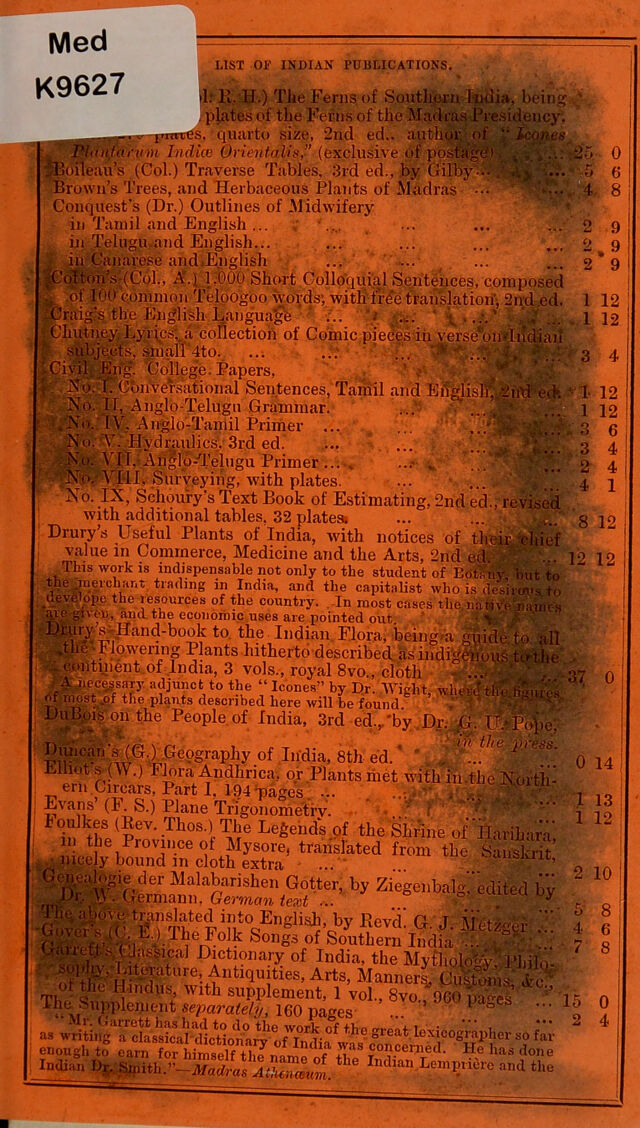 Med
K9627
LIST OF INDIAN PUBLICATIONS.
R. H.) The Ferns of Southern India, being
plates of the Ferns of the Madras Presidency,
plates, quarto size, 2nd ed.. author of "Icones
Plantarum Indiæ Orientalis," (exclusive of postage) ... 25 0
Boileau's (Col.) Traverse Tables, 3rd ed., by Gilby... ... 5 6
Brown's Trees, and Herbaceous Plants of Madras ... ... 4 8
Conquest's (Dr.) Outlines of Midwifery
in Tamil and English ... ... ... ... ... 2 9
in Telugu and English... ... ... ... ... 2 9
in Canarese and English ... ... ... ... 2 9
Cotton's (Col., A.) 1,000 Short Colloquial Sentences, composed
of 100 common Teloogoo words, with free translation, 2nd ed. 1 12
Craig's the English Language ... ... ... ... 1 12
Chutney Lyrics, a collection of Comic pieces in verse on Indian
subjects, small 4to. ... ... ... ... ... 3 4
Civil Eng. College. Papers,
No. I. Conversational Sentences, Tamil and English, 2nd ed. 1 12
No. II, Anglo-Telugu Grammar. ... ... ... 1 12
No. IV. Anglo-Tamil Primer ... ... ... ... 3 6
No. V. Hydraulics, 3rd ed. ... ... ... ... 3 4
No. VII, Anglo-Telugu Primer ... ... ... ... 2 4
No. VIII, Surveying, with plates. ... ... ... 4 1
No. IX, Schoury's Text Book of Estimating, 2nd ed., revised
with additional tables, 32 plates. ... ... ... 8 12
Drury's Useful Plants of India, with notices of their chief
value in Commerce, Medicine and the Arts, 2nd ed. ... 12 12
This work is indispensable not only to the student of Botany, but to
the merchant trading in India, and the capitalist who is desirous to
develope the resources of the country. In most cases the native names
are given, and the economic uses are pointed out.
Drury's Hand-book to the Indian Flora, being a guide to all
the Flowering Plants hitherto described as indigenous to the
continent of India, 3 vols., royal 8vo., cloth ... ... 37 0
A necessary adjunct to the "Icones" by Dr. Wight, where the figures
of most of the plants described here will be found.
DuBois on the People of India, 3rd ed., by Dr. G. U. Pope,
in the press.
Duncan's (G.) Geography of India, 8th ed. ... ... 0 14
Elliot's (W.) Flora Andhrica, or Plants met with in the North-
ern Circars, Part I, 194 pages ... ... ... ... 1 13
Evans' (F. S.) Plane Trigonometry. ... ... ... 1 12
Foulkes (Rev. Thos.) The Legends of the Shrine of Harihara,
in the Province of Mysore, translated from the Sanskrit,
nicely bound in cloth extra ... ... ... ... 2 10
Genealogie der Malabarishen Gotter, by Ziegenbalg, edited by
Dr. W. Germann, German text ... ... ... ... 5 8
The above translated into English, by Revd. G. J. Metzger ... 4 6
Gover's (C. E.) The Folk Songs of Southern India ... ... 7 8
Garrett's Classical Dictionary of India, the Mythology, Philo-
sophy, Literature, Antiquities, Arts, Manners, Customs, &c.,
of the Hindus, with supplement, 1 vol., 8vo., 960 pages ... 15 0
The Supplement separately, 160 pages ... ... ... 2 4
"Mr. Garrett has had to do the work of the great lexicographer so far
as writing a classical dictionary of India was concerned. He has done
enough to earn for himself the name of the Indian Lemprière and the
Indian Dr. Smith."—Madras Athenæum.